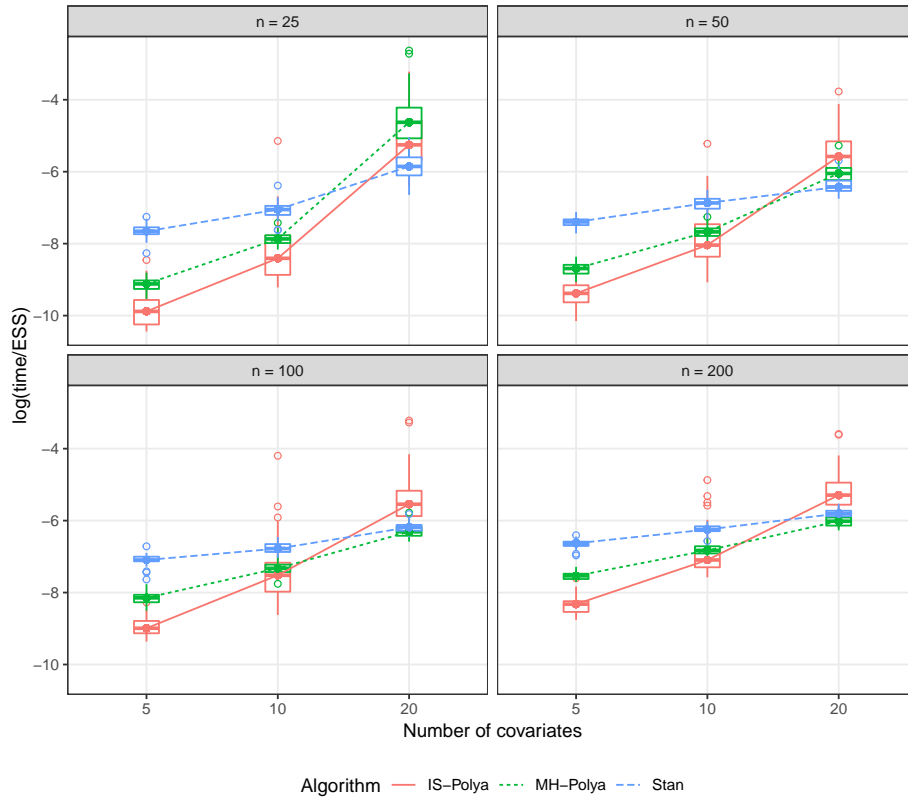 n = 25
n = 50
−4
−6
−8
−10
n = 100
n = 200
−4
−6
−8
−10
log(time/ESS)
5
10
20
5
10
20
Number of covariates
Algorithm
IS−Polya
MH−Polya
Stan